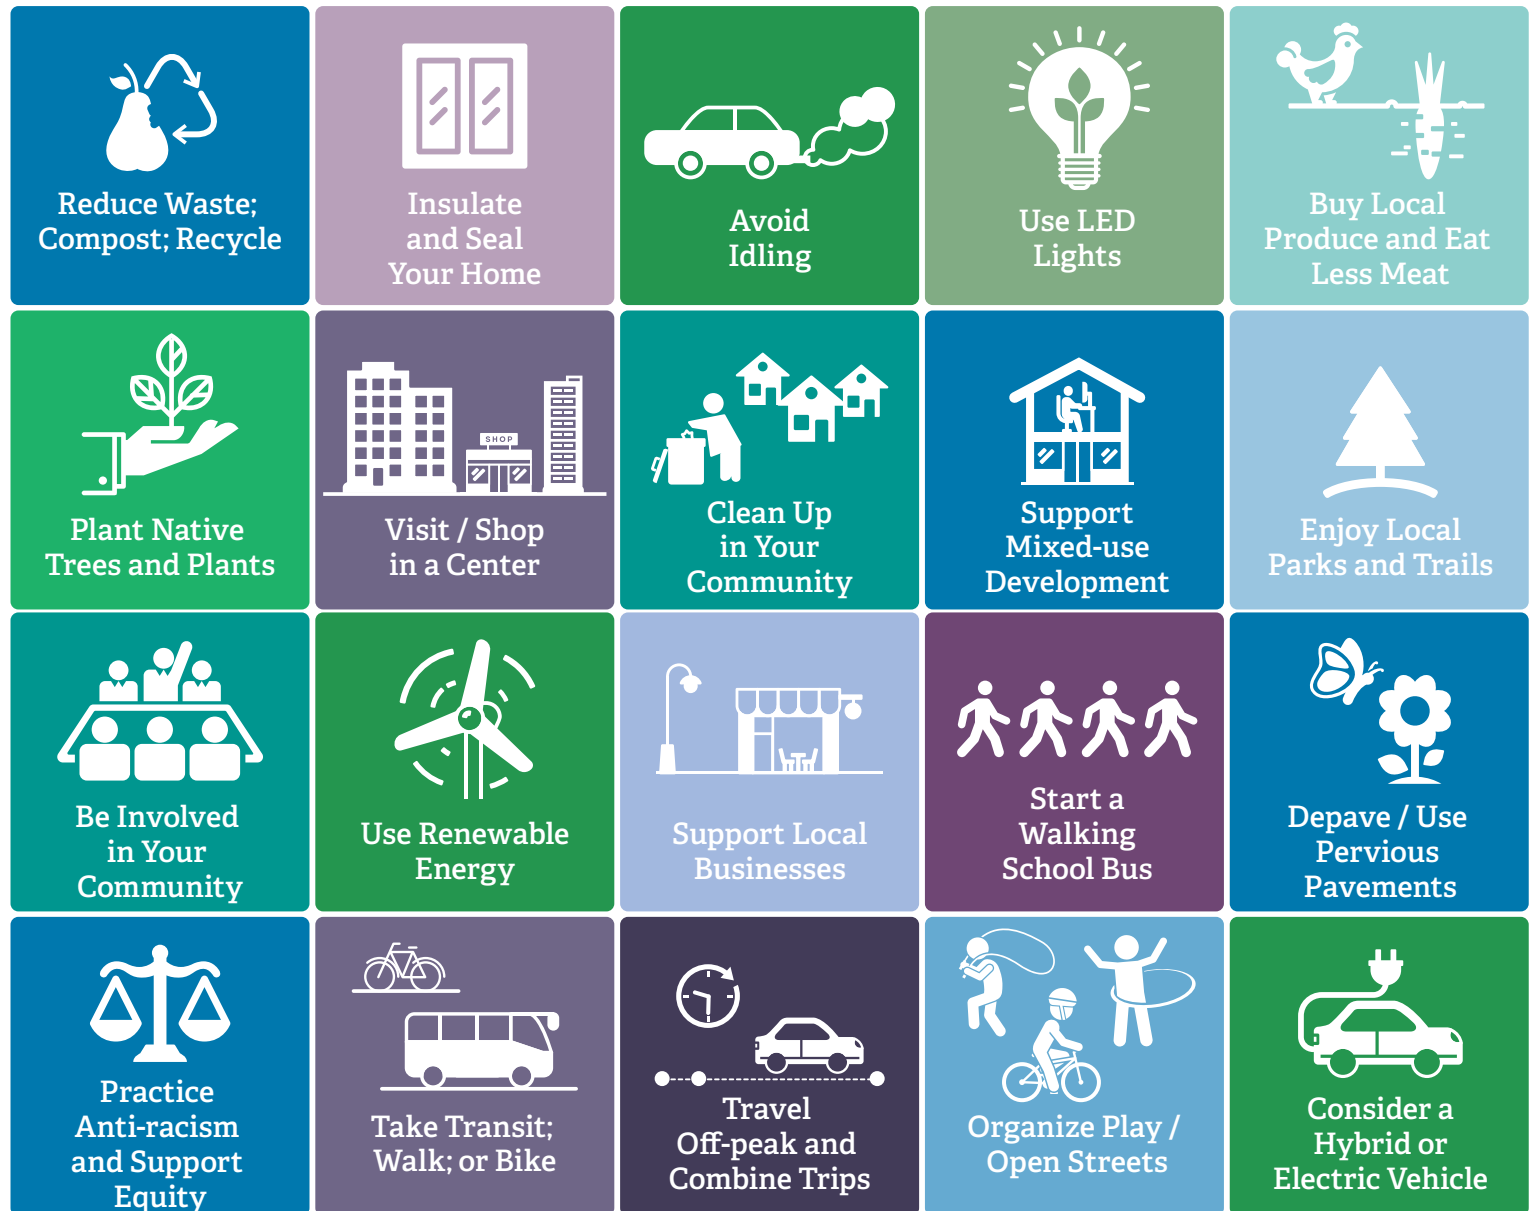 Reduce Waste;
Compost; Recycle
Insulate
and Seal
Your Home
Avoid
Idling
Use LED
Lights
Buy Local
Produce and Eat
Less Meat
Plant Native
Trees and Plants
SHOP
Visit / Shop
in a Center
Clean Up
in Your
Community
Support
Mixed-use
Development
Enjoy Local
Parks and Trails
Be Involved
in Your
Community
Use Renewable
Energy
Support Local
Businesses
Start a
Walking
School Bus
Depave / Use
Pervious
Pavements
Practice
Anti-racism
and Support
Equity
Take Transit;
Walk; or Bike
Travel
Off-peak and
Combine Trips
Organize Play /
Open Streets
Consider a
Hybrid or
Electric Vehicle